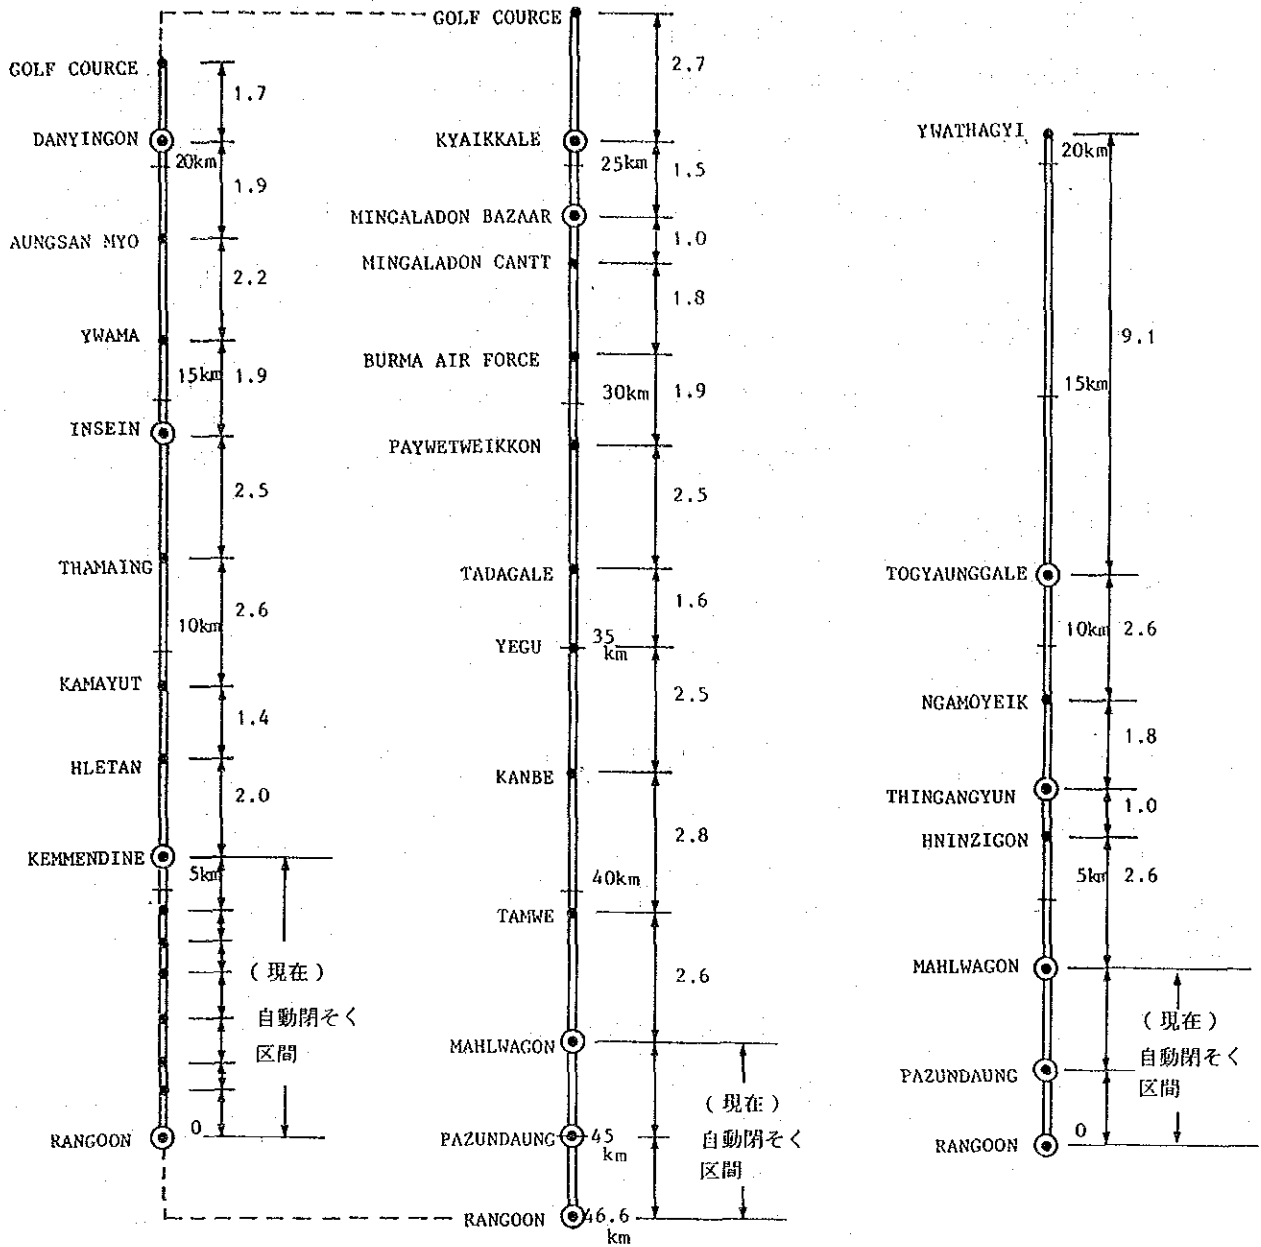 GOLF COURCE
1.7
DANYINGON
20km
1.9
AUNGSAN MYO
2.2
YWAMA
15km
1.9
INSEIN
2.5
THAMAING
2.6
10km
KAMAYUT
1.4
HLETAN
2.0
KEMMENDINE
5km
(現在)
自動閉そく
区間
RANGOON
0
GOLF COURCE
2.7
KYAIKKALE
25km
1.5
MINGALADON BAZAAR
1.0
MINGALADON CANTT
1.8
BURMA AIR FORCE
30km
1.9
PAYWETWEIKKON
2.5
TADAGALE
1.6
YEGU
35
km
2.5
KANBE
2.8
40km
TAMWE
2.6
MAHLWAGON
(現在)
自動閉そく
区間
PAZUNDAUNG
45
km
RANGOON
46.6
km
YWATHAGYI
20km
9.1
15km
TOGYAUNGGALE
10km
2.6
NGAMOYEIK
1.8
THINGANGYUN
1.0
HNINZIGON
5km
2.6
MAHLWAGON
(現在)
自動閉そく
区間
PAZUNDAUNG
RANGOON
0